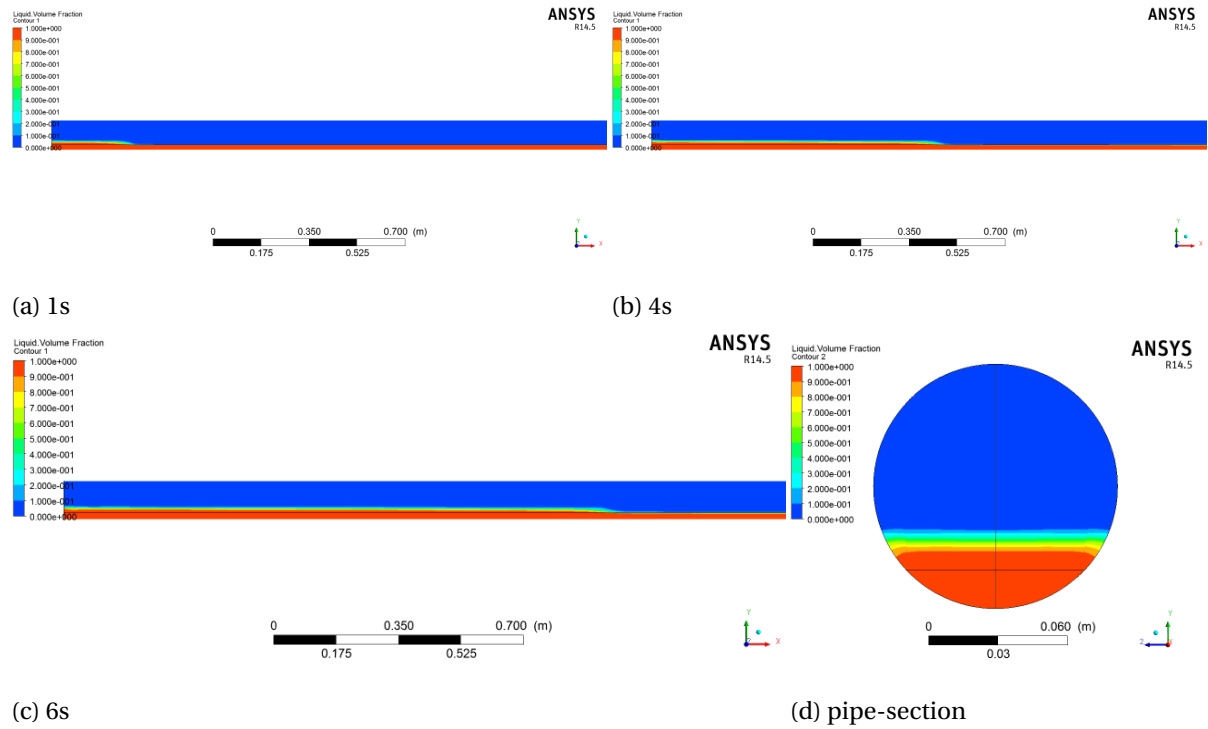 Liquid.Volume Fraction
Contour 1
1.000e+000
9.000e-001
8.000e-001
7.000e-001
6.000e-001
5.000e-001
4.000e-001
3.000e-001
2.000e-001
1.000e-001
0.000e+000
ANSYS
R14.5
0 0.350 0.700 (m)
0.175 0.525
Y
Z X
(a) 1s
Liquid.Volume Fraction
Contour 1
1.000e+000
9.000e-001
8.000e-001
7.000e-001
6.000e-001
5.000e-001
4.000e-001
3.000e-001
2.000e-001
1.000e-001
0.000e+000
ANSYS
R14.5
0 0.350 0.700 (m)
0.175 0.525
Y
Z X
(b) 4s
Liquid.Volume Fraction
Contour 1
1.000e+000
9.000e-001
8.000e-001
7.000e-001
6.000e-001
5.000e-001
4.000e-001
3.000e-001
2.000e-001
1.000e-001
0.000e+000
ANSYS
R14.5
0 0.350 0.700 (m)
0.175 0.525
Y
Z X
(c) 6s
Liquid.Volume Fraction
Contour 2
1.000e+000
9.000e-001
8.000e-001
7.000e-001
6.000e-001
5.000e-001
4.000e-001
3.000e-001
2.000e-001
1.000e-001
0.000e+000
ANSYS
R14.5
0 0.060 (m)
0.03
Y
Z X
(d) pipe-section